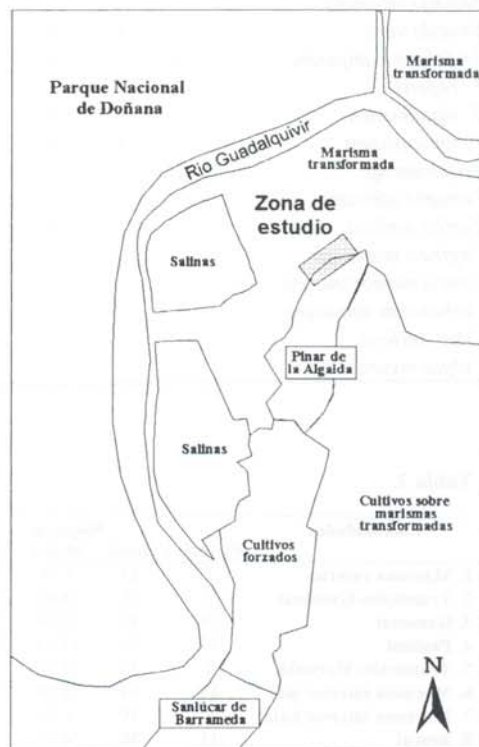 Parque Nacional
de Doñana
Marisma
transformada
Rio Guadalquivir
Marisma
transformada
Zona de
estudio
Salinas
Pinar de
la Algaida
Salinas
Cultivos sobre
marismas
transformadas
Cultivos
forzados
N
Sanlúcar de
Barrameda